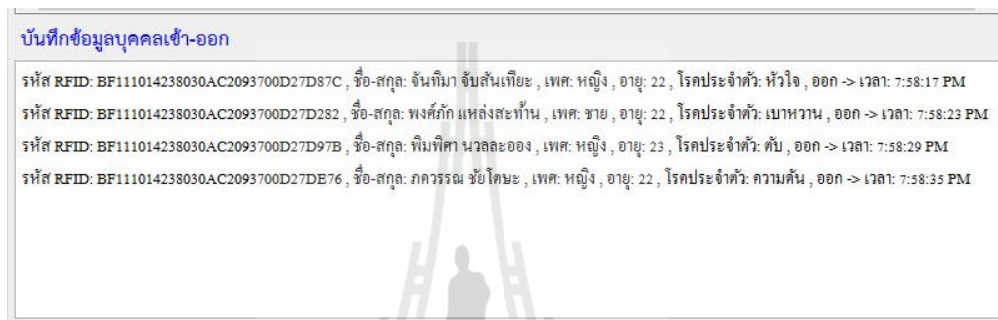 บันทึกข้อมูลบุคคลเข้า-ออก
รหัส RFID: BF111014238030AC2093700D27D87C , ชื่อ-สกุล: จันทิมา จับสันเทียะ , เพศ: หญิง , อายุ: 22 , โรคประจำตัว: หัวใจ , ออก -> เวลา: 7:58:17 PM
รหัส RFID: BF111014238030AC2093700D27D282 , ชื่อ-สกุล: พงศ์ภัก แหล่งสะท้าน , เพศ: ชาย , อายุ: 22 , โรคประจำตัว: เบาหวาน , ออก -> เวลา: 7:58:23 PM
รหัส RFID: BF111014238030AC2093700D27D97B , ชื่อ-สกุล: พิมพิศา นวลละออง , เพศ: หญิง , อายุ: 23 , โรคประจำตัว: ตับ , ออก -> เวลา: 7:58:29 PM
รหัส RFID: BF111014238030AC2093700D27DE76 , ชื่อ-สกุล: ภควรรณ ชัยโตษะ , เพศ: หญิง , อายุ: 22 , โรคประจำตัว: ความดัน , ออก -> เวลา: 7:58:35 PM